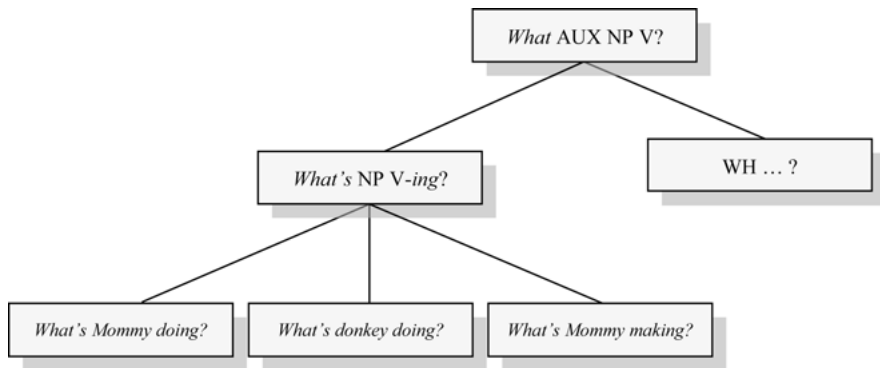 What AUX NP V?
What's NP V-ing?
WH … ?
What's Mommy doing?
What's donkey doing?
What's Mommy making?